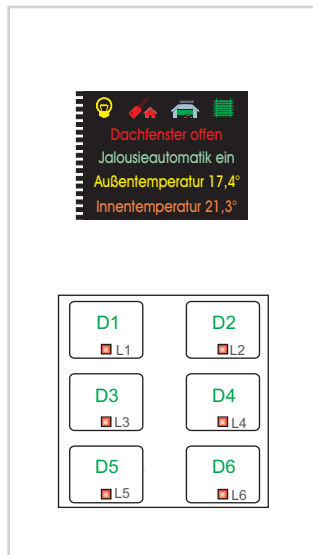 Dachfenster offen
Jalousieautomatik ein
Außentemperatur 17,4°
Innentemperatur 21,3°
D1 D2
L1 L2
D3 D4
L3 L4
D5 D6
L5 L6